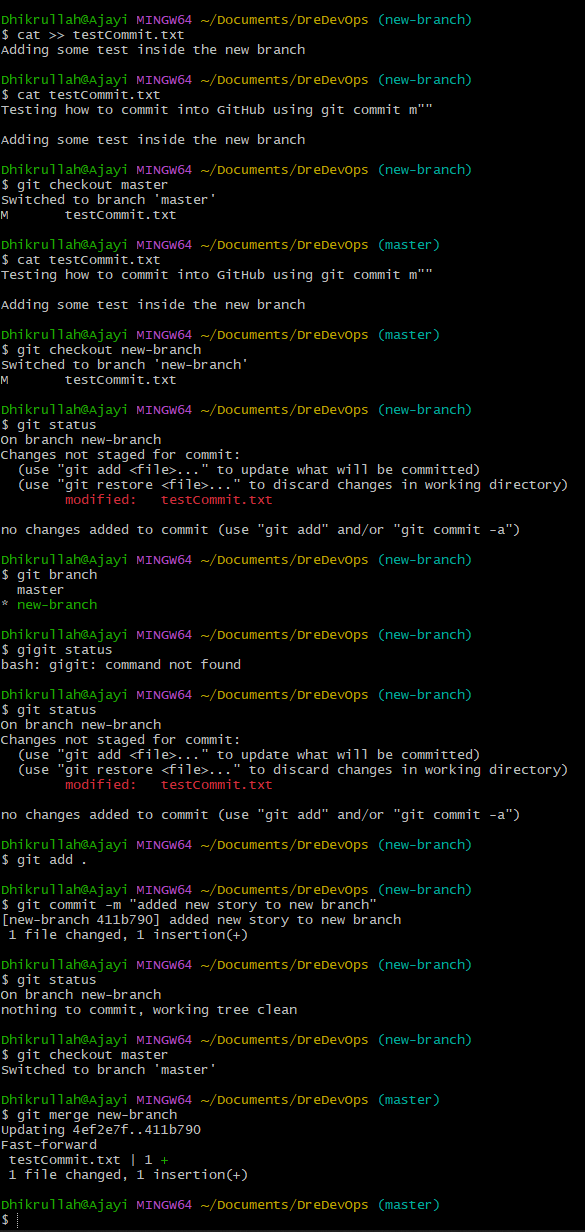 Dhikrullah@Ajayi MINGW64 ~/Documents/DreDevOps (new-branch)
$ cat >> testCommit.txt
Adding some test inside the new branch

Dhikrullah@Ajayi MINGW64 ~/Documents/DreDevOps (new-branch)
$ cat testCommit.txt
Testing how to commit into GitHub using git commit m""

Adding some test inside the new branch

Dhikrullah@Ajayi MINGW64 ~/Documents/DreDevOps (new-branch)
$ git checkout master
Switched to branch 'master'
M       testCommit.txt

Dhikrullah@Ajayi MINGW64 ~/Documents/DreDevOps (master)
$ cat testCommit.txt
Testing how to commit into GitHub using git commit m""

Adding some test inside the new branch

Dhikrullah@Ajayi MINGW64 ~/Documents/DreDevOps (master)
$ git checkout new-branch
Switched to branch 'new-branch'
M       testCommit.txt

Dhikrullah@Ajayi MINGW64 ~/Documents/DreDevOps (new-branch)
$ git status
On branch new-branch
Changes not staged for commit:
  (use "git add <file>..." to update what will be committed)
  (use "git restore <file>..." to discard changes in working directory)
        modified:   testCommit.txt

no changes added to commit (use "git add" and/or "git commit -a")

Dhikrullah@Ajayi MINGW64 ~/Documents/DreDevOps (new-branch)
$ git branch
  master
* new-branch

Dhikrullah@Ajayi MINGW64 ~/Documents/DreDevOps (new-branch)
$ gigit status
bash: gigit: command not found

Dhikrullah@Ajayi MINGW64 ~/Documents/DreDevOps (new-branch)
$ git status
On branch new-branch
Changes not staged for commit:
  (use "git add <file>..." to update what will be committed)
  (use "git restore <file>..." to discard changes in working directory)
        modified:   testCommit.txt

no changes added to commit (use "git add" and/or "git commit -a")

Dhikrullah@Ajayi MINGW64 ~/Documents/DreDevOps (new-branch)
$ git add .

Dhikrullah@Ajayi MINGW64 ~/Documents/DreDevOps (new-branch)
$ git commit -m "added new story to new branch"
[new-branch 411b790] added new story to new branch
 1 file changed, 1 insertion(+)

Dhikrullah@Ajayi MINGW64 ~/Documents/DreDevOps (new-branch)
$ git status
On branch new-branch
nothing to commit, working tree clean

Dhikrullah@Ajayi MINGW64 ~/Documents/DreDevOps (new-branch)
$ git checkout master
Switched to branch 'master'

Dhikrullah@Ajayi MINGW64 ~/Documents/DreDevOps (master)
$ git merge new-branch
Updating 4ef2e7f..411b790
Fast-forward
 testCommit.txt | 1 +
 1 file changed, 1 insertion(+)

Dhikrullah@Ajayi MINGW64 ~/Documents/DreDevOps (master)
$